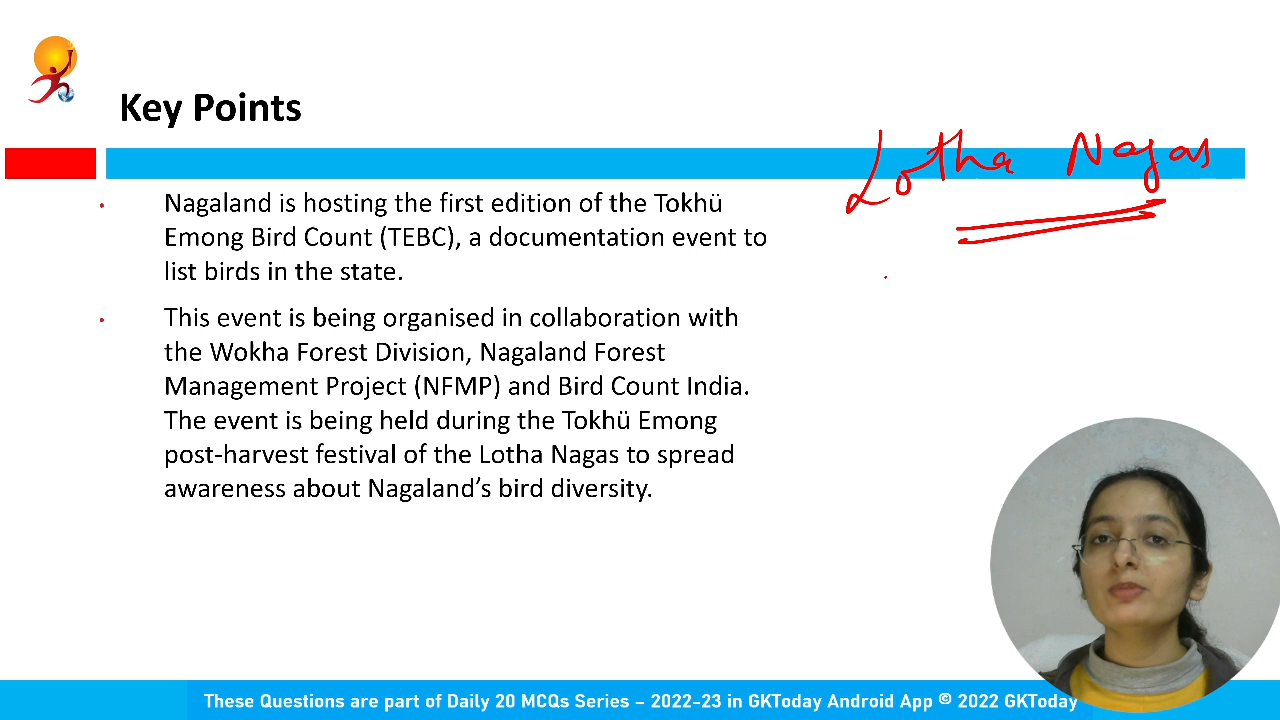 Key Points
Lotha Nagas
Nagaland is hosting the first edition of the Tokhü
Emong Bird Count (TEBC), a documentation event to
list birds in the state.
This event is being organised in collaboration with
the Wokha Forest Division, Nagaland Forest
Management Project (NFMP) and Bird Count India.
The event is being held during the Tokhü Emong
post-harvest festival of the Lotha Nagas to spread
awareness about Nagaland’s bird diversity.
These Questions are part of Daily 20 MCQs Series – 2022-23 in GKToday Android App © 2022 GKToday